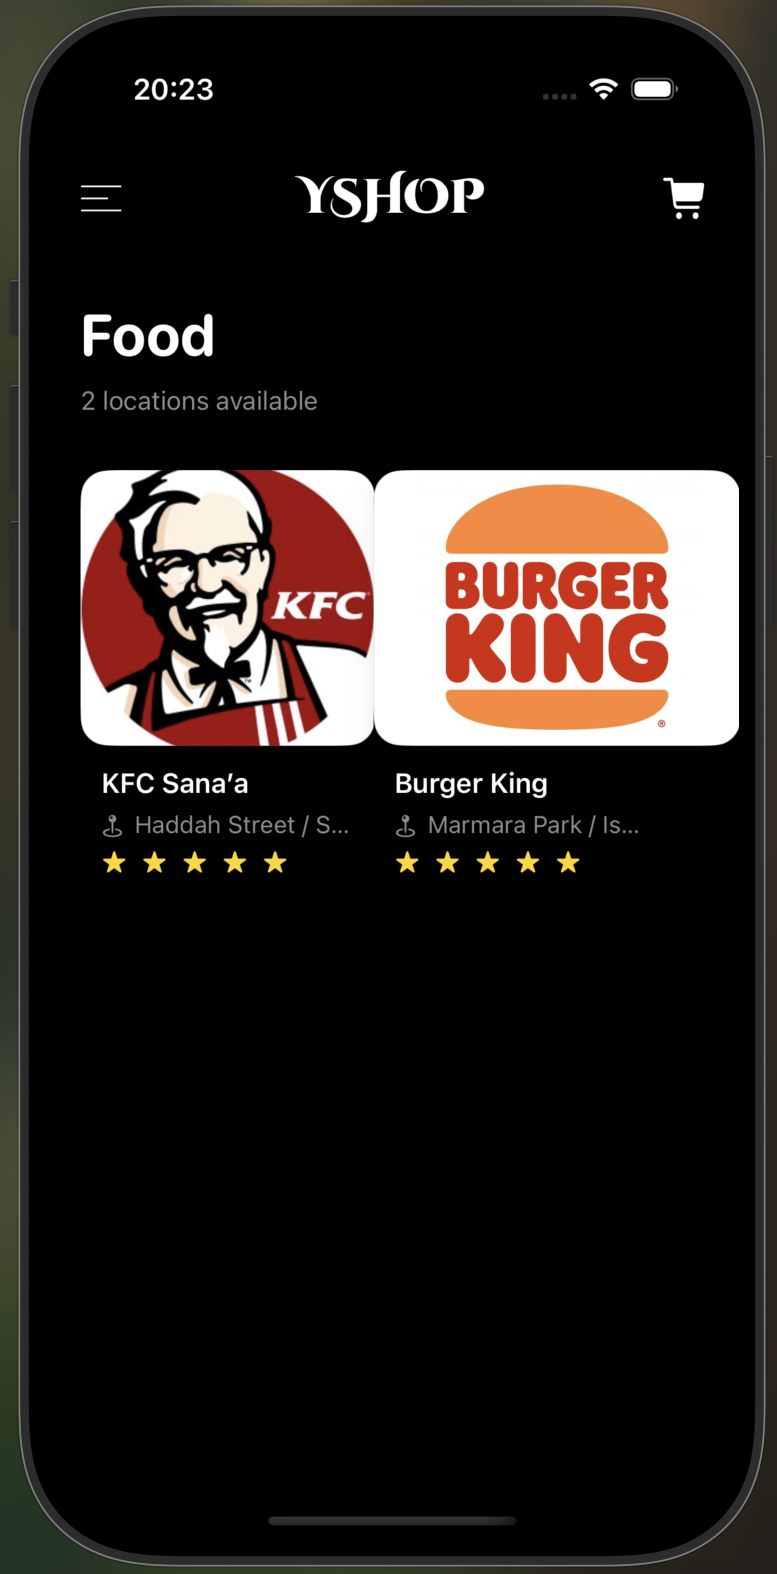 20:23
YSHOP
Food
2 locations available
KFC
TM
BURGER
KING
®
KFC Sana’a
Burger King
Haddah Street / S...
Marmara Park / Is...